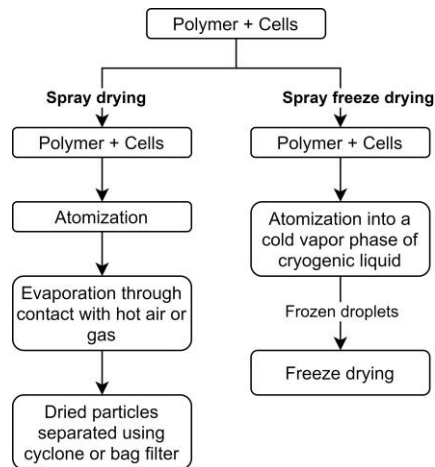 Polymer + Cells
Spray drying
Spray freeze drying
Polymer + Cells
Polymer + Cells
Atomization
Atomization into a
cold vapor phase of
cryogenic liquid
Evaporation through
contact with hot air or
gas
Frozen droplets
Freeze drying
Dried particles
separated using
cyclone or bag filter